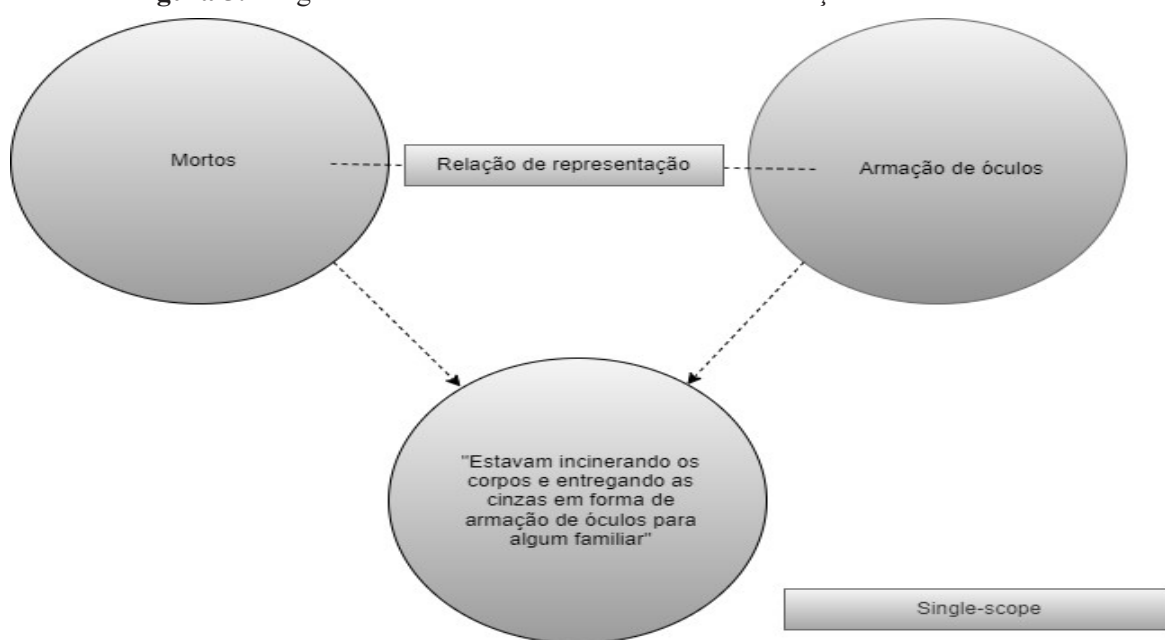 Mortos
Relação de representação
Armação de óculos
"Estavam incinerando os
corpos e entregando as
cinzas em forma de
armação de óculos para
algum familiar"
Single-scope